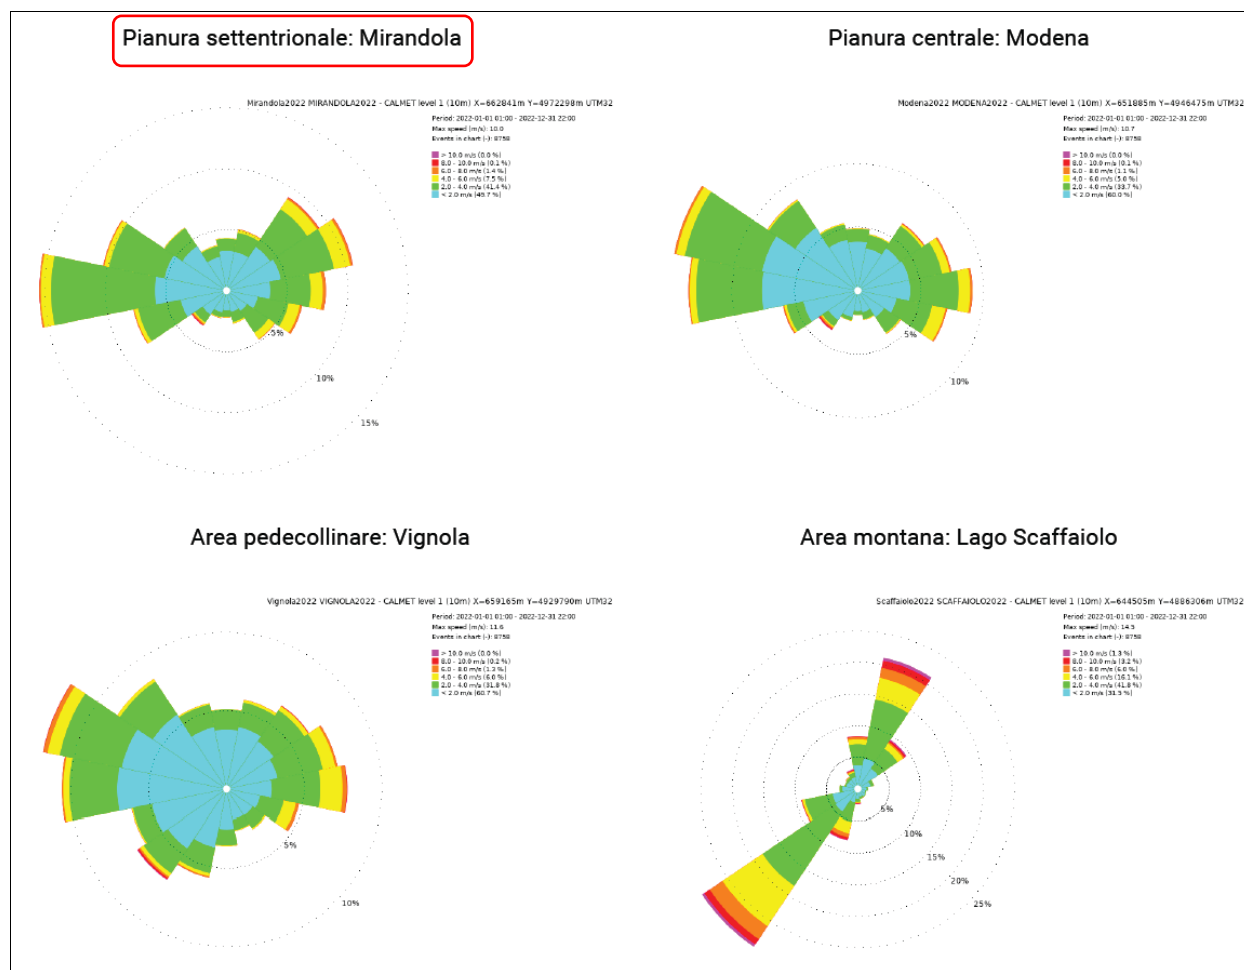 Pianura settentrionale: Mirandola
Mirandola2022 MIRANDOLA2022 - CALMET level 1 (10m) X=662841m Y=4972298m UTM32
Period: 2022-01-01 01:00 - 2022-12-31 22:00
Max speed (m/s): 10.0
Events in chart (-): 8758
> 10.0 m/s (0.0 %)
8.0 - 10.0 m/s (0.1 %)
6.0 - 8.0 m/s (1.4 %)
4.0 - 6.0 m/s (7.5 %)
2.0 - 4.0 m/s (41.4 %)
< 2.0 m/s (49.7 %)
5%
10%
15%
Pianura centrale: Modena
Modena2022 MODENA2022 - CALMET level 1 (10m) X=651885m Y=4946475m UTM32
Period: 2022-01-01 01:00 - 2022-12-31 22:00
Max speed (m/s): 10.7
Events in chart (-): 8758
> 10.0 m/s (0.0 %)
8.0 - 10.0 m/s (0.1 %)
6.0 - 8.0 m/s (1.1 %)
4.0 - 6.0 m/s (5.0 %)
2.0 - 4.0 m/s (33.7 %)
< 2.0 m/s (60.0 %)
5%
10%
Area pedecollinare: Vignola
Vignola2022 VIGNOLA2022 - CALMET level 1 (10m) X=659165m Y=4929790m UTM32
Period: 2022-01-01 01:00 - 2022-12-31 22:00
Max speed (m/s): 11.6
Events in chart (-): 8758
> 10.0 m/s (0.0 %)
8.0 - 10.0 m/s (0.2 %)
6.0 - 8.0 m/s (1.3 %)
4.0 - 6.0 m/s (6.0 %)
2.0 - 4.0 m/s (31.8 %)
< 2.0 m/s (60.7 %)
5%
10%
Area montana: Lago Scaffaiolo
Scaffaiolo2022 SCAFFAIOLO2022 - CALMET level 1 (10m) X=644505m Y=4886306m UTM32
Period: 2022-01-01 01:00 - 2022-12-31 22:00
Max speed (m/s): 14.5
Events in chart (-): 8758
> 10.0 m/s (1.3 %)
8.0 - 10.0 m/s (3.2 %)
6.0 - 8.0 m/s (6.0 %)
4.0 - 6.0 m/s (16.1 %)
2.0 - 4.0 m/s (41.8 %)
< 2.0 m/s (31.5 %)
5%
10%
15%
20%
25%